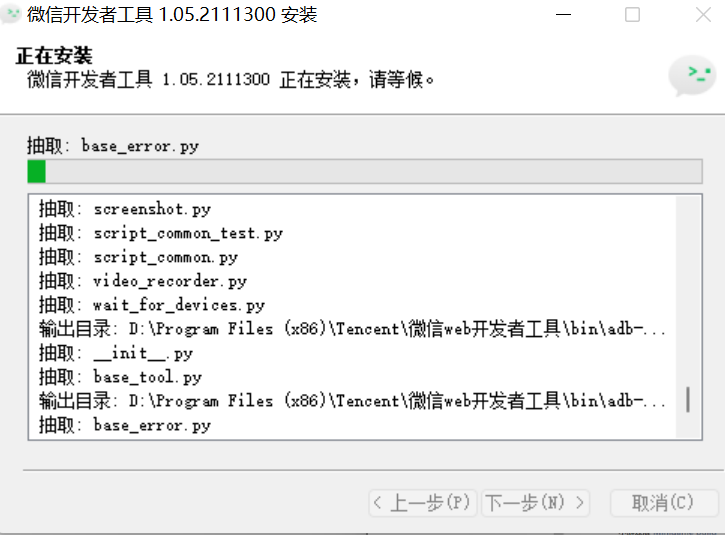 微信开发者工具 1.05.2111300 安装
正在安装
微信开发者工具 1.05.2111300 正在安装，请等候。
抽取: base_error.py
抽取: screenshot.py
抽取: script_common_test.py
抽取: script_common.py
抽取: video_recorder.py
抽取: wait_for_devices.py
输出目录: D:\Program Files (x86)\Tencent\微信web开发者工具\bin\adb-...
抽取: __init__.py
抽取: base_tool.py
输出目录: D:\Program Files (x86)\Tencent\微信web开发者工具\bin\adb-...
抽取: base_error.py
< 上一步(P) 下一步(N) > 取消(C)